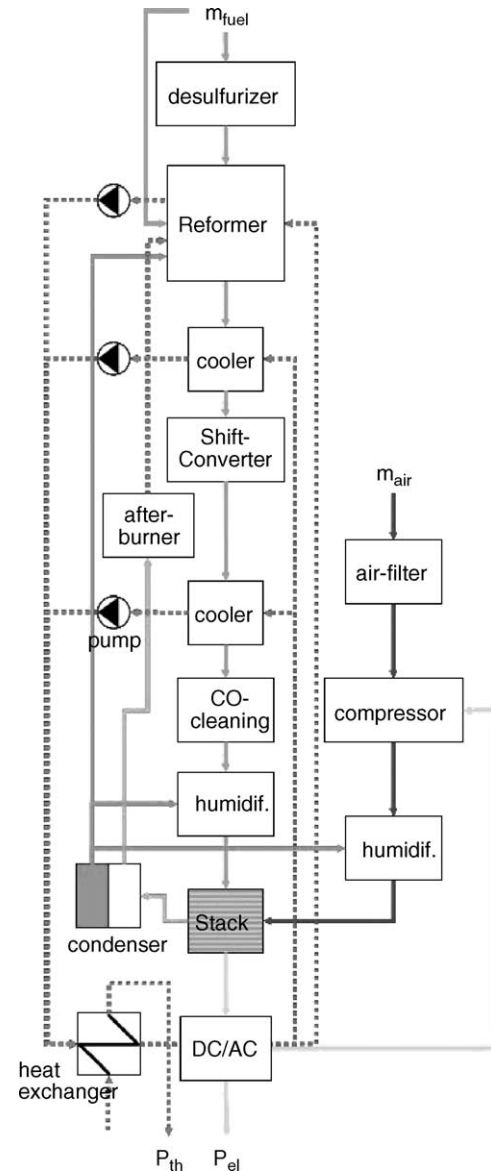 m_fuel
desulfurizer
Reformer
cooler
Shift-
Converter
m_air
after-
burner
air-filter
cooler
pump
CO-
cleaning
compressor
humidif.
humidif.
Stack
condenser
DC/AC
heat
exchanger
P_th
P_el